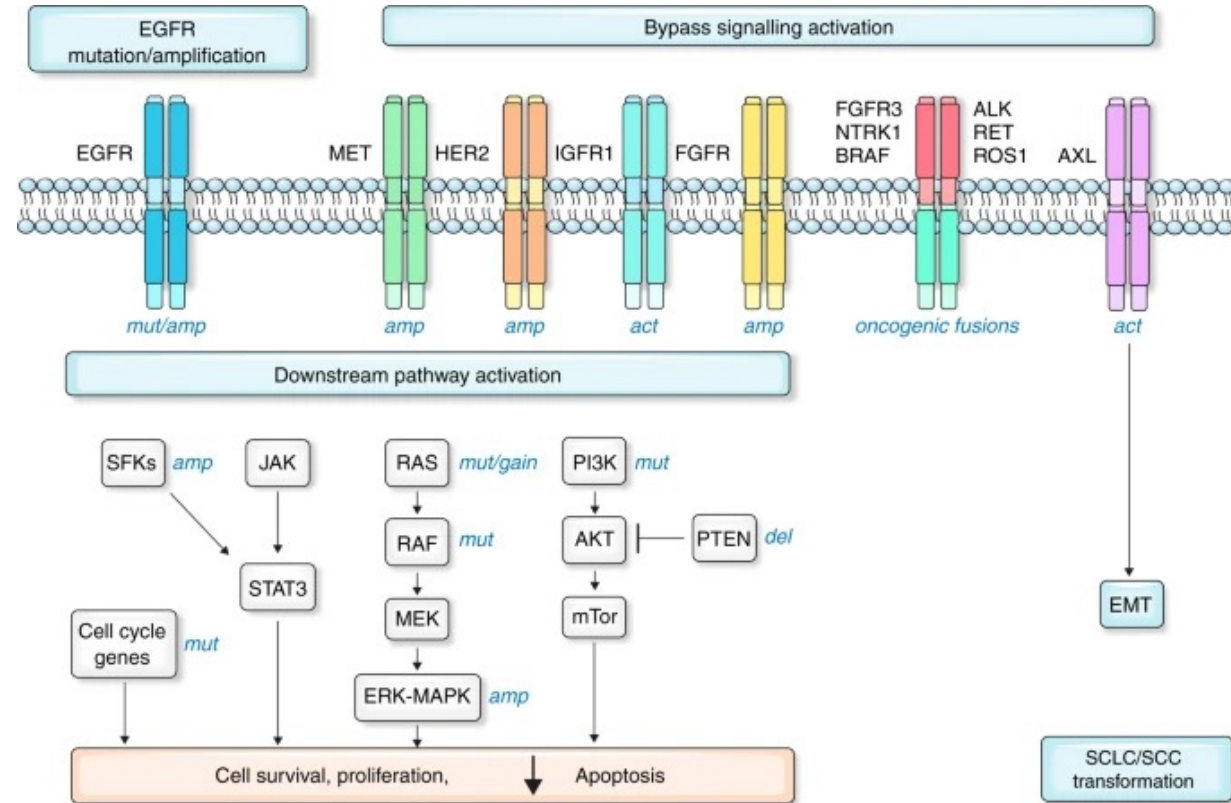 EGFR
mutation/amplification
Bypass signalling activation
EGFR
MET
HER2
IGFR1
FGFR
FGFR3
NTRK1
BRAF
ALK
RET
ROS1
AXL
mut/amp
amp
amp
act
amp
oncogenic fusions
act
Downstream pathway activation
SFKs
amp
JAK
RAS
mut/gain
PI3K
mut
RAF
mut
AKT
PTEN
del
STAT3
MEK
mTor
EMT
Cell cycle
genes
mut
ERK-MAPK
amp
Cell survival, proliferation, ↓ Apoptosis
SCLC/SCC
transformation